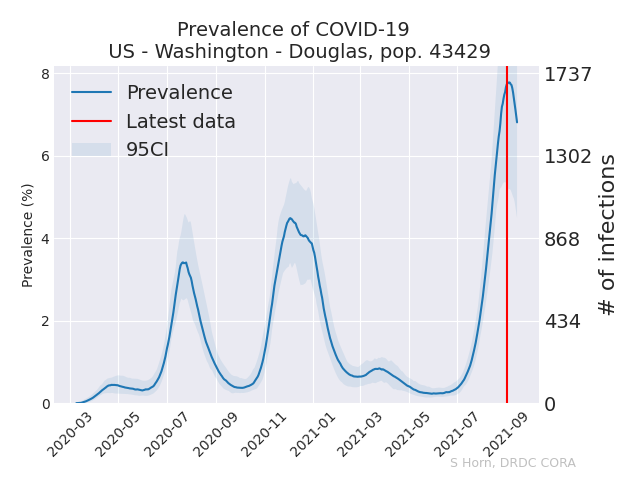 Prevalence of COVID-19
US - Washington - Douglas, pop. 43429
Prevalence
Latest data
95CI
Prevalence (%)
8
6
4
2
0
1737
1302
868
434
0
# of infections
2020-03
2020-05
2020-07
2020-09
2020-11
2021-01
2021-03
2021-05
2021-07
2021-09
S Horn, DRDC CORA